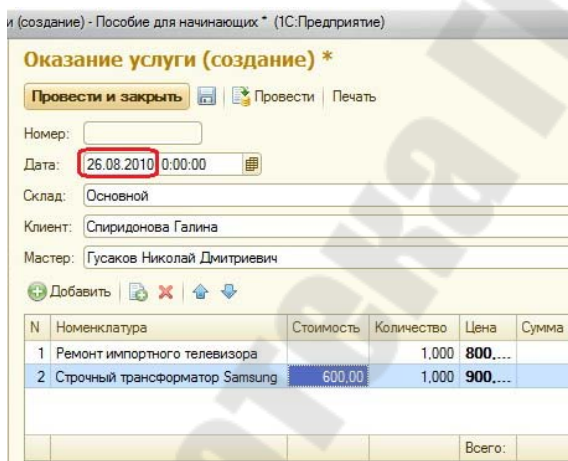 и (создание) - Пособие для начинающих * (1С:Предприятие)
Оказание услуги (создание) *
Провести и закрыть Провести Печать
Номер:
Дата: 26.08.2010 0:00:00
Склад: Основной
Клиент: Спиридонова Галина
Мастер: Гусаков Николай Дмитриевич
Добавить
N Номенклатура Стоимость Количество Цена Сумма
1 Ремонт импортного телевизора 1,000 800,...
2 Строчный трансформатор Samsung 600,00 1,000 900,...
Всего: